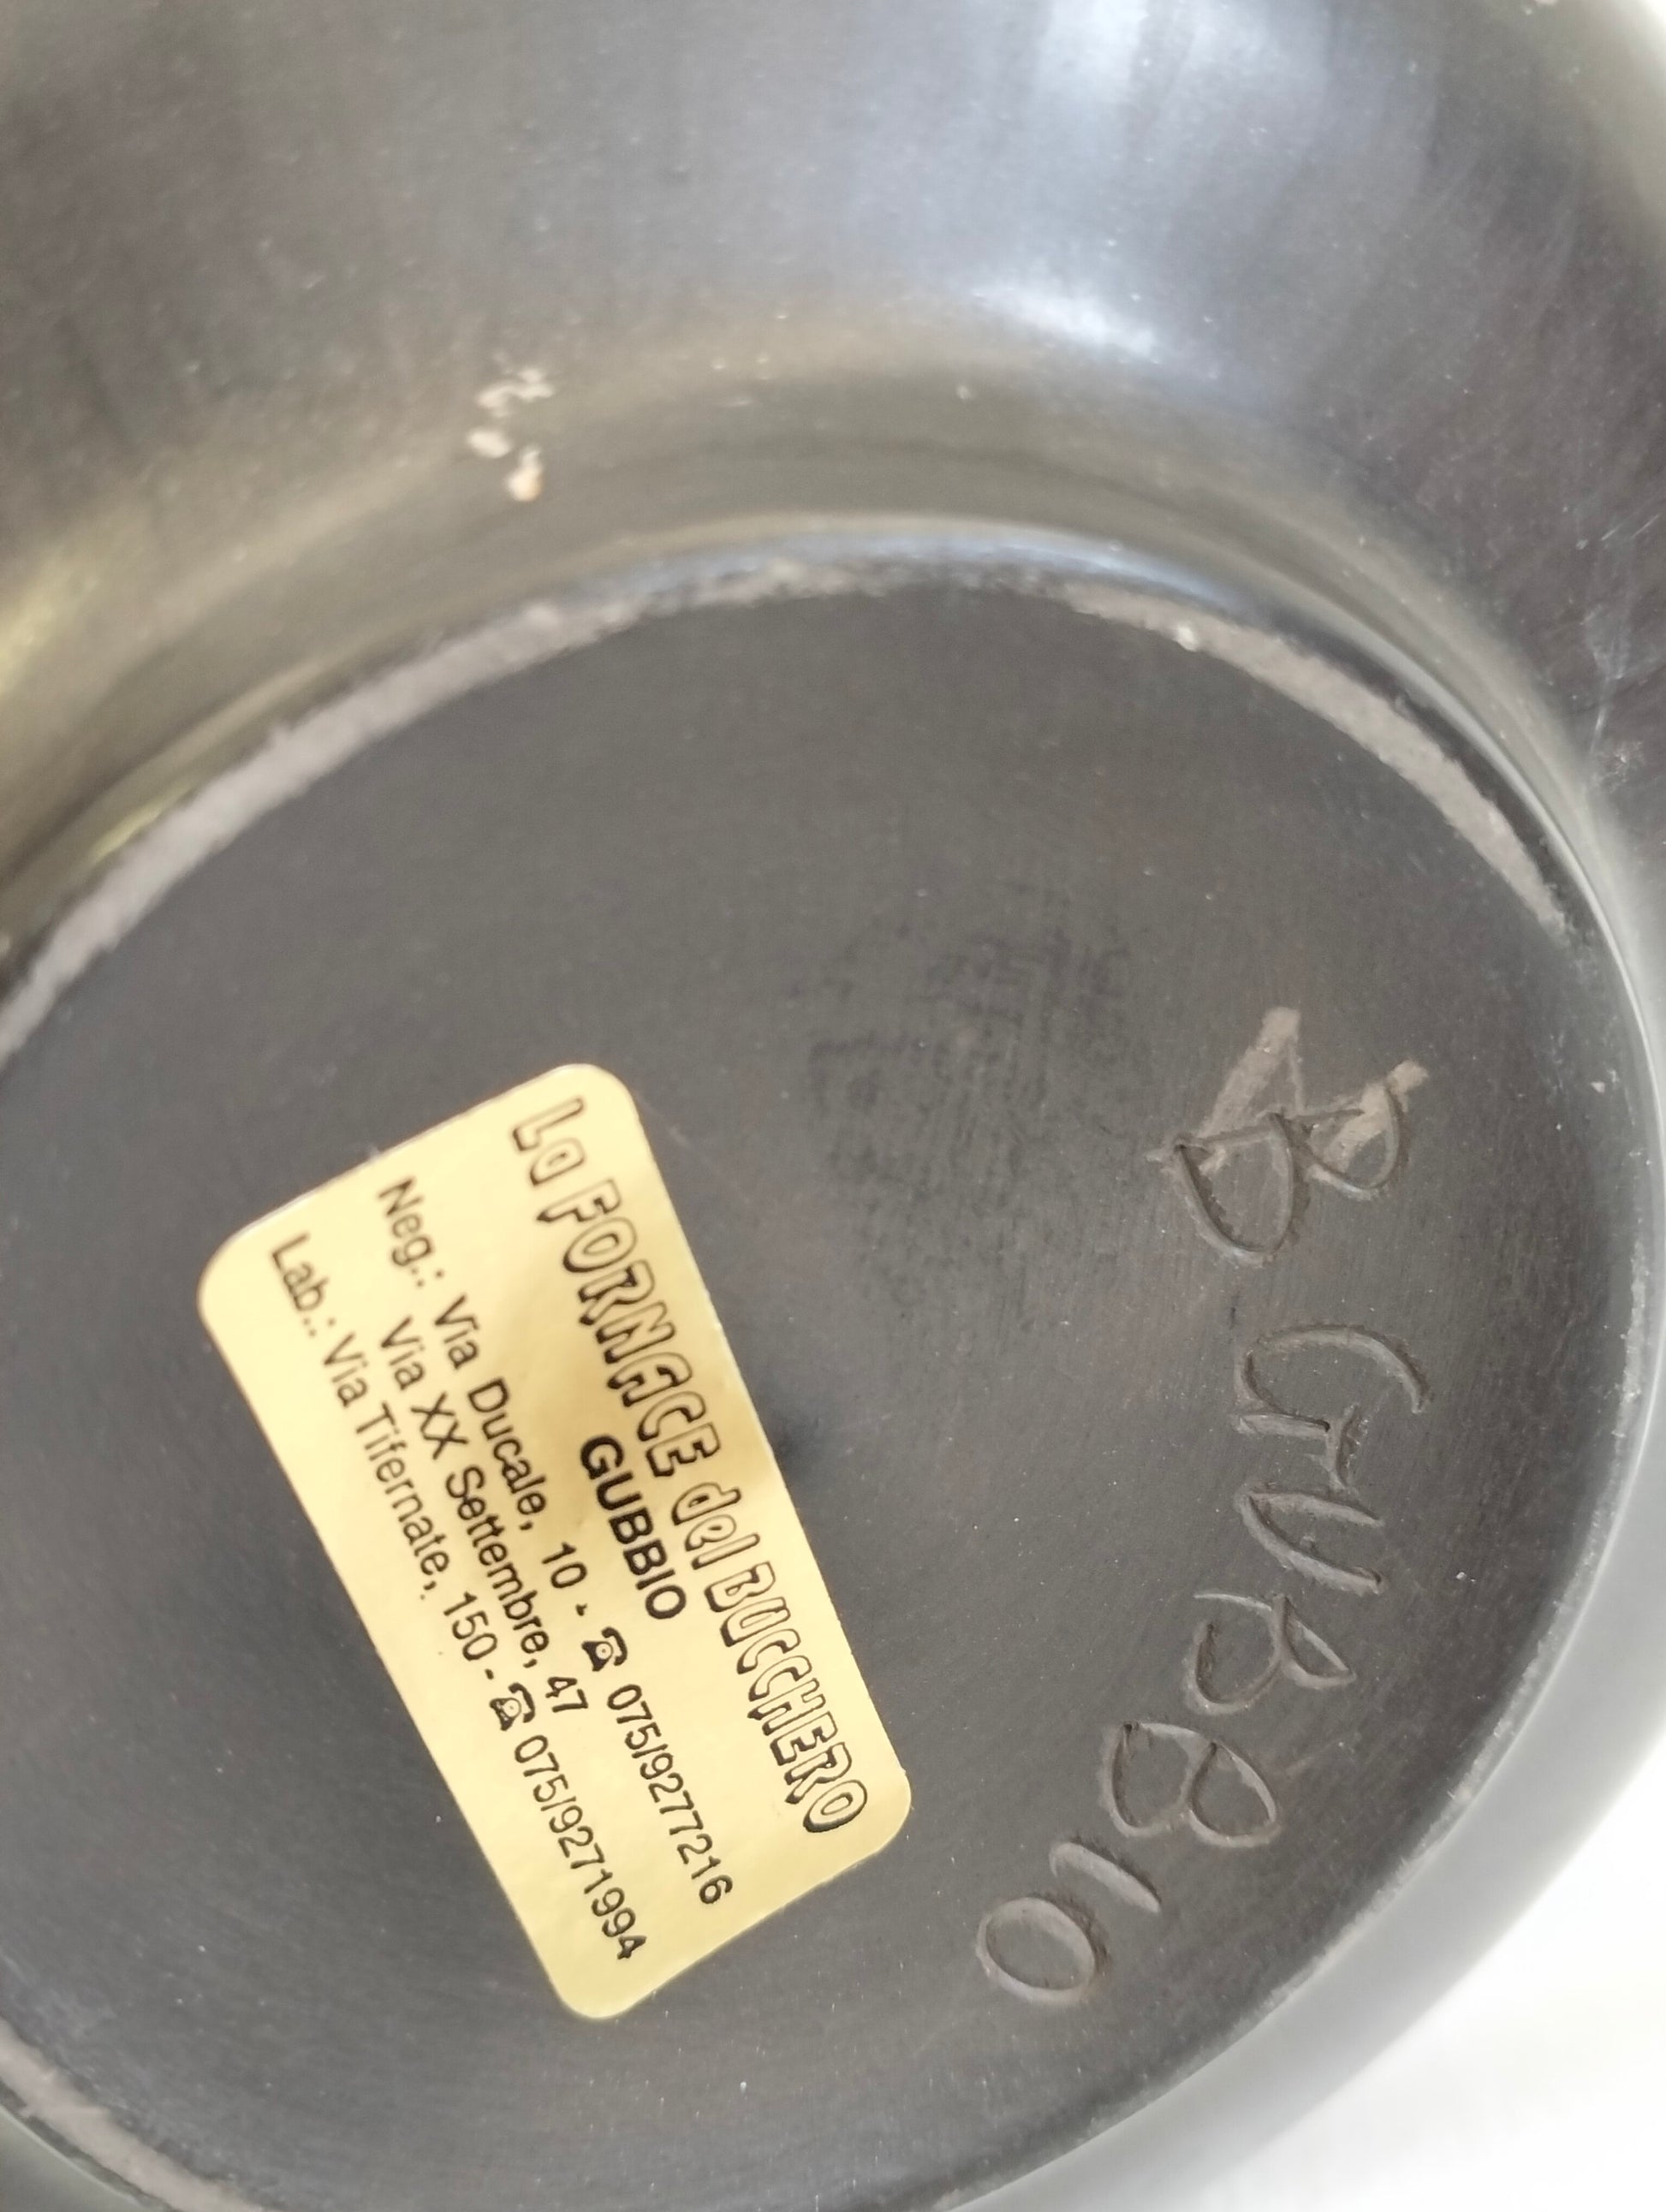 La FORNACE del BUCCHERO
GUBBIO
Neg.: Via Ducale, 10 - ☎ 075/9277216
Via XX Settembre, 47
Lab.: Via Tifernate, 150 - ☎ 075/9271994
B GUBBIO